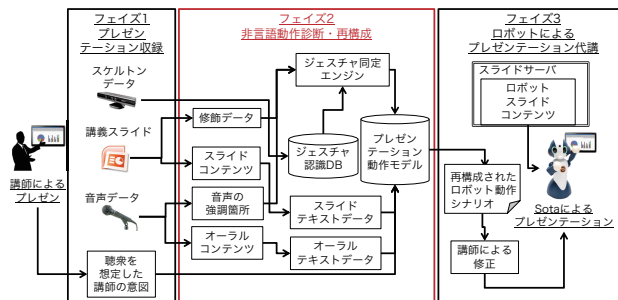 フェイズ1
プレゼン
テーション収録
フェイズ2
非言語動作診断・再構成
フェイズ3
ロボットによる
プレゼンテーション代講
スケルトン
データ
講義スライド
音声データ
講師による
プレゼン
聴衆を
想定した
講師の意図
修飾データ
スライド
コンテンツ
音声の
強調箇所
オーラル
コンテンツ
ジェスチャ同定
エンジン
ジェスチャ
認識DB
スライド
テキストデータ
オーラル
テキストデータ
プレゼン
テーション
動作モデル
スライドサーバ
ロボット
スライド
コンテンツ
再構成された
ロボット動作
シナリオ
講師による
修正
Sotaによる
プレゼンテーション